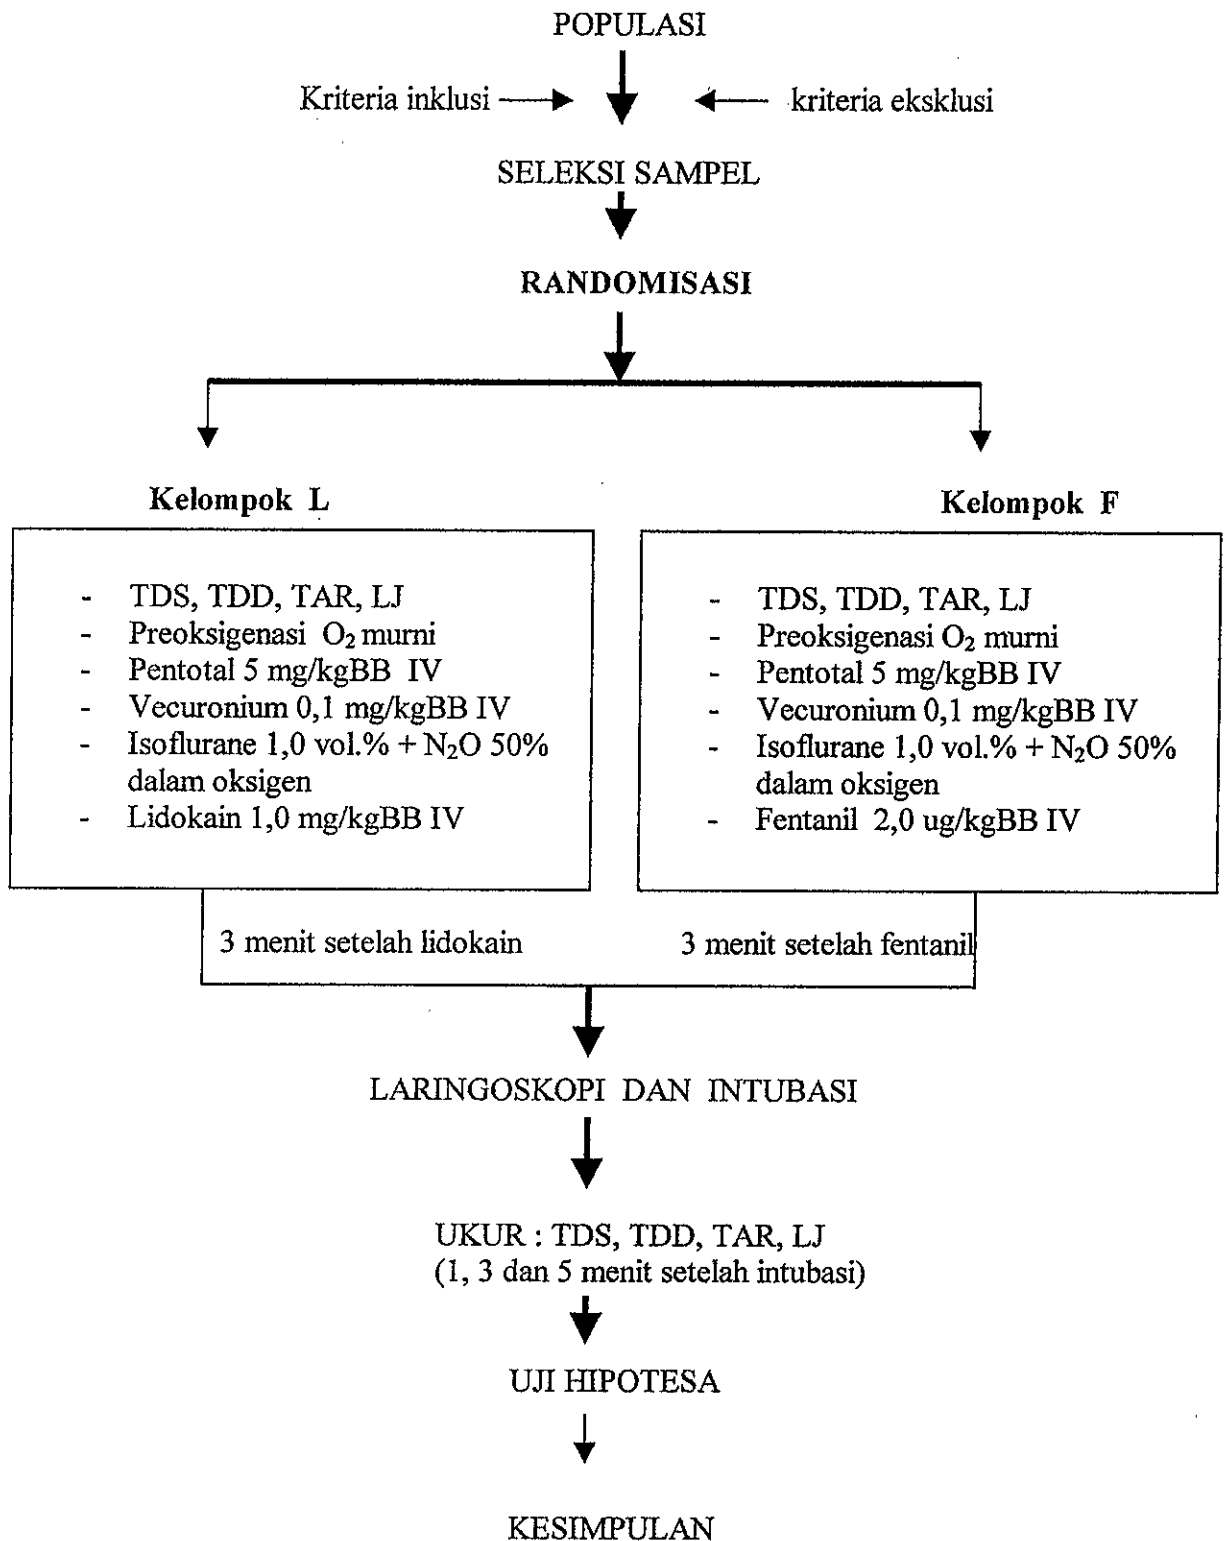 POPULASI
Kriteria inklusi
kriteria eksklusi
SELEKSI SAMPEL
RANDOMISASI
Kelompok L
- TDS, TDD, TAR, LJ
- Preoksigenasi O₂ murni
- Pentotal 5 mg/kgBB IV
- Vecuronium 0,1 mg/kgBB IV
- Isoflurane 1,0 vol.% + N₂O 50%
dalam oksigen
- Lidokain 1,0 mg/kgBB IV
3 menit setelah lidokain
Kelompok F
- TDS, TDD, TAR, LJ
- Preoksigenasi O₂ murni
- Pentotal 5 mg/kgBB IV
- Vecuronium 0,1 mg/kgBB IV
- Isoflurane 1,0 vol.% + N₂O 50%
dalam oksigen
- Fentanil 2,0 ug/kgBB IV
3 menit setelah fentanil
LARINGOSKOPI DAN INTUBASI
UKUR : TDS, TDD, TAR, LJ
(1, 3 dan 5 menit setelah intubasi)
UJI HIPOTESA
KESIMPULAN